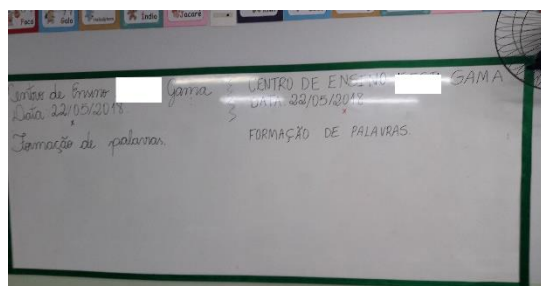 Faca
Galo
Índio
Jacaré
Centro de Ensino Gama
Data: 22/05/2018
Formação de palavras.
CENTRO DE ENSINO GAMA
DATA: 22/05/2018
FORMAÇÃO DE PALAVRAS.